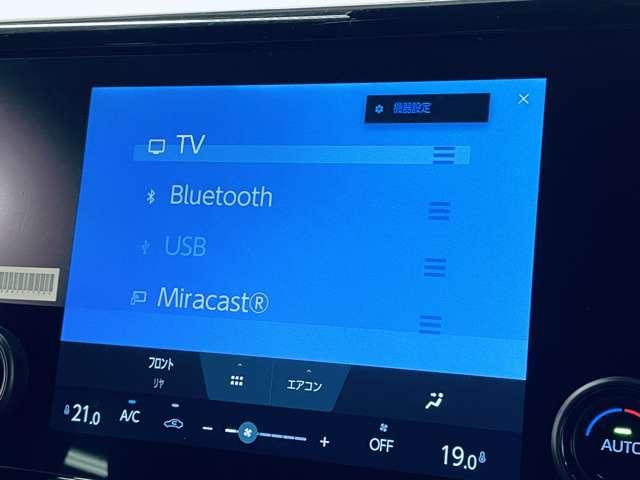 機器設定
TV
Bluetooth
USB
Miracast®
フロント
リヤ
エアコン
21.0
A/C
OFF
19.0
AUTO